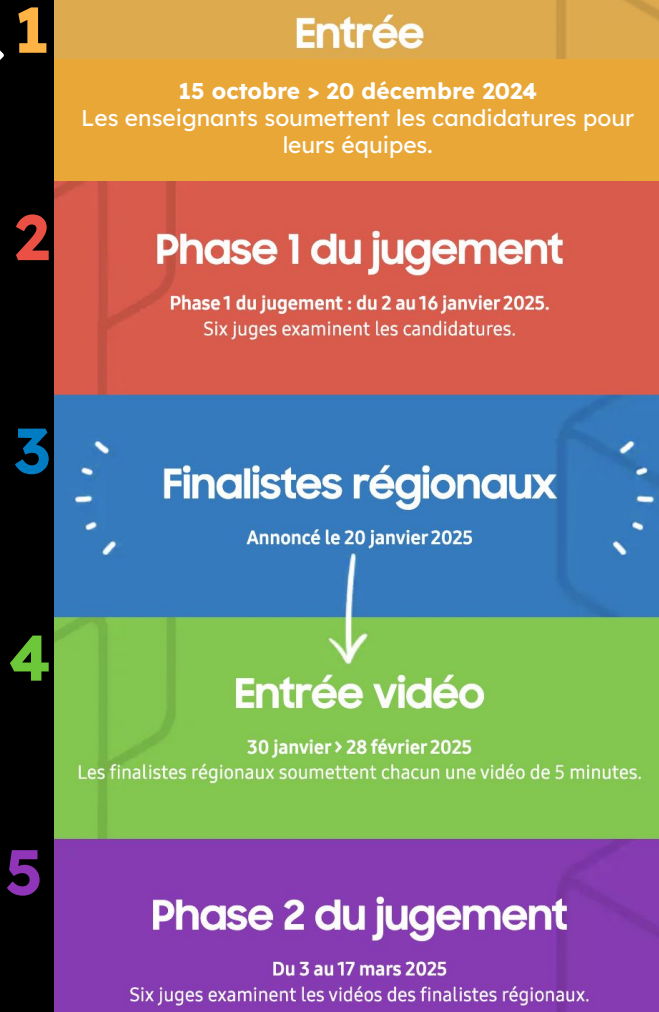 1
Entrée
15 octobre > 20 décembre 2024
Les enseignants soumettent les candidatures pour
leurs équipes.
2
Phase 1 du jugement
Phase 1 du jugement : du 2 au 16 janvier 2025.
Six juges examinent les candidatures.
3
Finalistes régionaux
Annoncé le 20 janvier 2025
4
Entrée vidéo
30 janvier > 28 février 2025
Les finalistes régionaux soumettent chacun une vidéo de 5 minutes.
5
Phase 2 du jugement
Du 3 au 17 mars 2025
Six juges examinent les vidéos des finalistes régionaux.